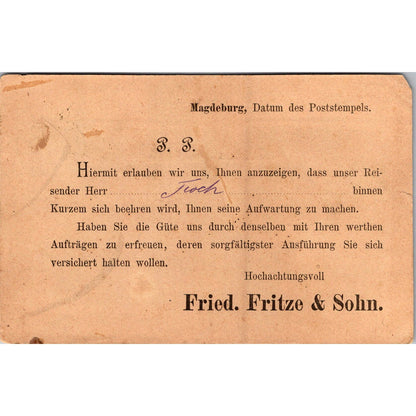 Magdeburg, Datum des Poststempels.
P. P.
Hiermit erlauben wir uns, Ihnen anzuzeigen, dass unser Rei-
sender Herr binnen
Kurzem sich beehren wird, Ihnen seine Aufwartung zu machen.
Haben Sie die Güte uns durch denselben mit Ihren werthen
Aufträgen zu erfreuen, deren sorgfältigster Ausführung Sie sich
versichert halten wollen.
Hochachtungsvoll
Fried. Fritze & Sohn.